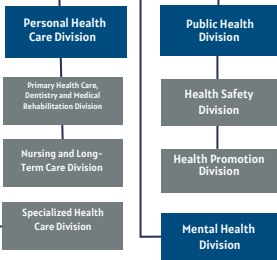 Personal Health
Care Division
Primary Health Care,
Dentistry and Medical
Rehabilitation Division
Nursing and Long-
Term Care Division
Specialized Health
Care Division
Public Health
Division
Health Safety
Division
Health Promotion
Division
Mental Health
Division